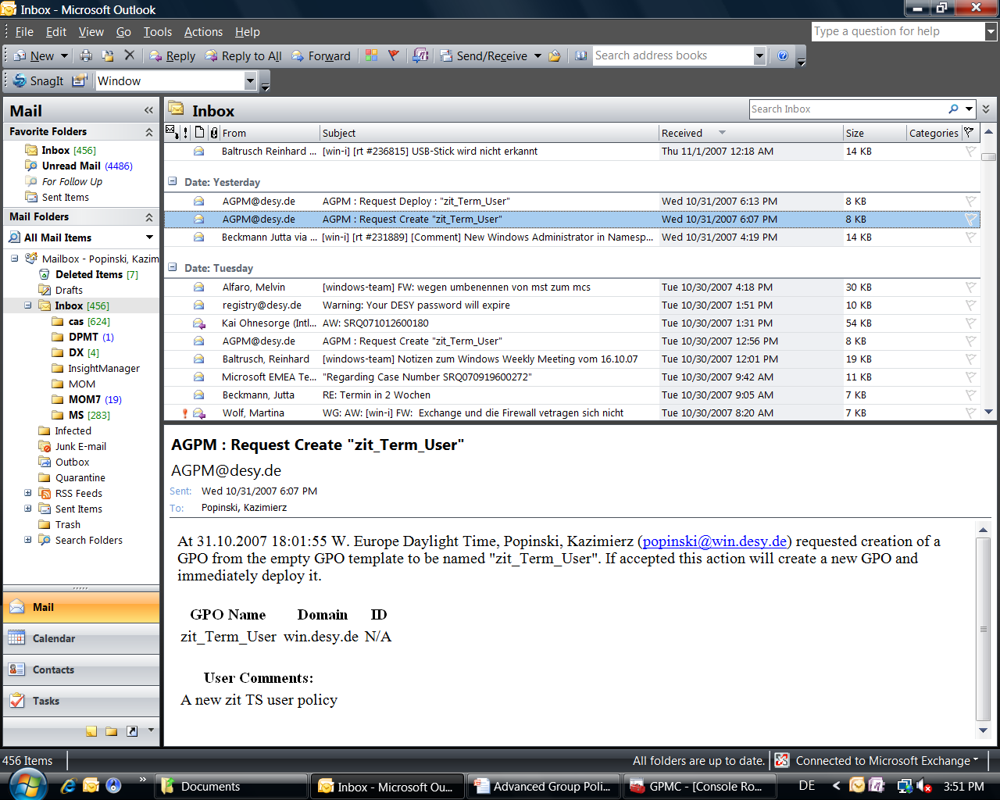 Inbox - Microsoft Outlook
File Edit View Go Tools Actions Help
Type a question for help
New Reply Reply to All Forward Send/Receive Search address books
SnagIt Window
Mail
Favorite Folders
Inbox [456]
Unread Mail (4486)
For Follow Up
Sent Items
Mail Folders
All Mail Items
Mailbox - Popinski, Kazim
Deleted Items [7]
Drafts
Inbox [456]
cas [624]
DPMT (1)
DX [4]
InsightManager
MOM
MOM7 (19)
MS [283]
Infected
Junk E-mail
Outbox
Quarantine
RSS Feeds
Sent Items
Trash
Search Folders
Mail
Calendar
Contacts
Tasks
Inbox
Search Inbox
From Subject Received Size Categories
Baltrusch Reinhard ... [win-i] [rt #236815] USB-Stick wird nicht erkannt Thu 11/1/2007 12:18 AM 14 KB
Date: Yesterday
AGPM@desy.de AGPM : Request Deploy : "zit_Term_User" Wed 10/31/2007 6:13 PM 8 KB
AGPM@desy.de AGPM : Request Create "zit_Term_User" Wed 10/31/2007 6:07 PM 8 KB
Beckmann Jutta via ... [win-i] [rt #231889] [Comment] New Windows Administrator in Namesp... Wed 10/31/2007 4:19 PM 14 KB
Date: Tuesday
Alfaro, Melvin [windows-team] FW: wegen umbenennen von mst zum mcs Tue 10/30/2007 4:18 PM 30 KB
registry@desy.de Warning: Your DESY password will expire Tue 10/30/2007 1:51 PM 10 KB
Kai Ohnesorge (Intl... AW: SRQ071012600180 Tue 10/30/2007 1:31 PM 54 KB
AGPM@desy.de AGPM : Request Create "zit_Term_User" Tue 10/30/2007 12:56 PM 8 KB
Baltrusch, Reinhard [windows-team] Notizen zum Windows Weekly Meeting vom 16.10.07 Tue 10/30/2007 12:01 PM 19 KB
Microsoft EMEA Te... "Regarding Case Number SRQ070919600272" Tue 10/30/2007 9:42 AM 11 KB
Beckmann, Jutta RE: Termin in 2 Wochen Tue 10/30/2007 9:05 AM 7 KB
Wolf, Martina WG: AW: [win-i] FW: Exchange und die Firewall vetragen sich nicht Tue 10/30/2007 8:20 AM 7 KB
AGPM : Request Create "zit_Term_User"
AGPM@desy.de
Sent: Wed 10/31/2007 6:07 PM
To: Popinski, Kazimierz
At 31.10.2007 18:01:55 W. Europe Daylight Time, Popinski, Kazimierz (popinski@win.desy.de) requested creation of a
GPO from the empty GPO template to be named "zit_Term_User". If accepted this action will create a new GPO and
immediately deploy it.
GPO Name Domain ID
zit_Term_User win.desy.de N/A
User Comments:
A new zit TS user policy
456 Items All folders are up to date. Connected to Microsoft Exchange
Documents Inbox - Microsoft Ou... Advanced Group Poli... GPMC - [Console Ro... DE 3:51 PM